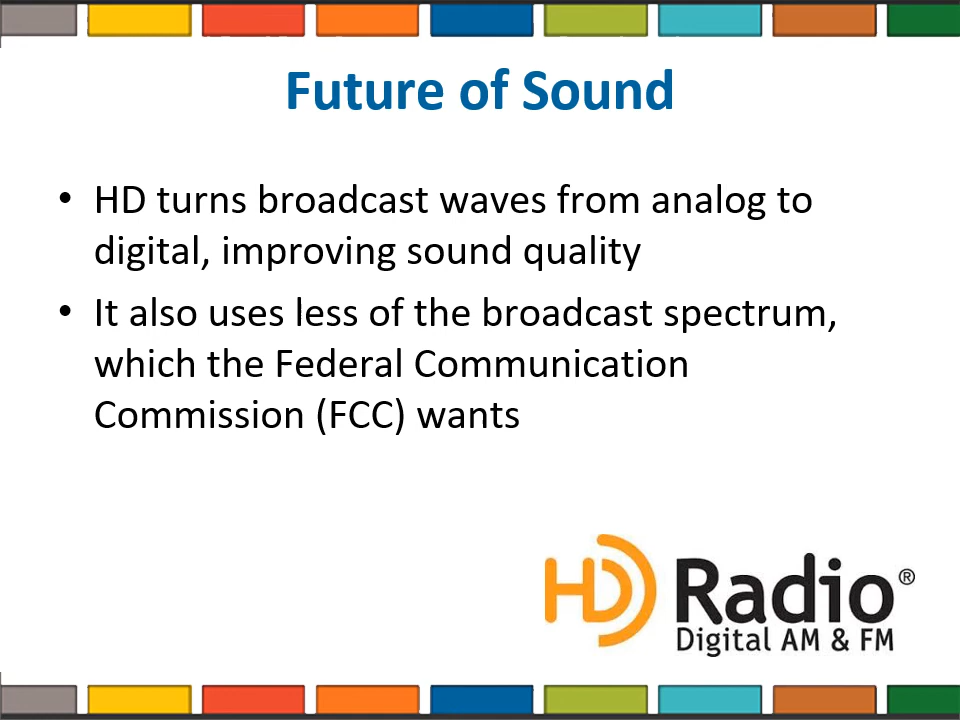 Future of Sound
• HD turns broadcast waves from analog to
digital, improving sound quality
• It also uses less of the broadcast spectrum,
which the Federal Communication
Commission (FCC) wants
HD Radio®
Digital AM & FM